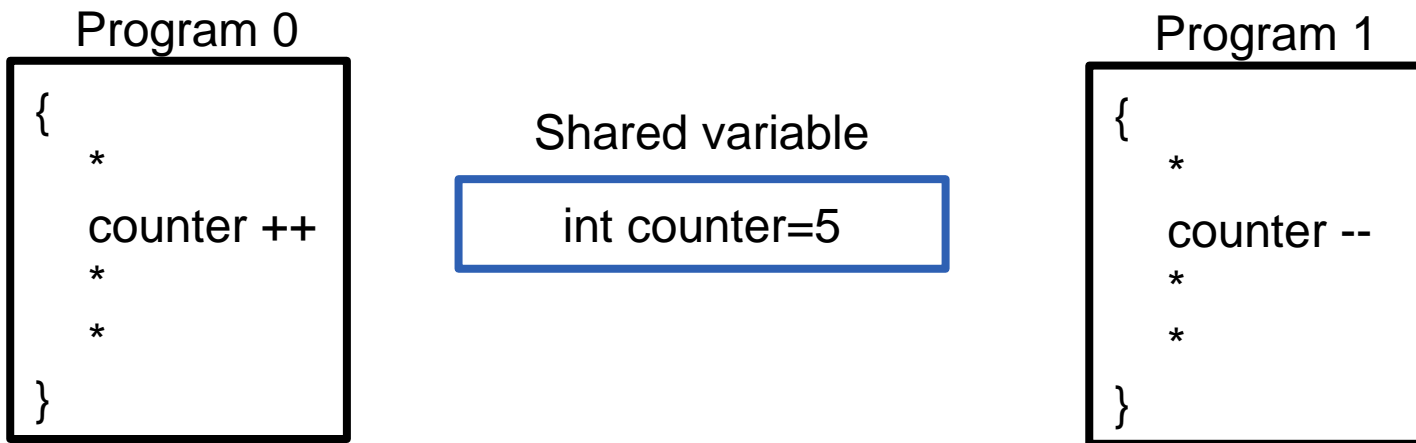 Program 0
{
*
counter ++
*
*
}
Shared variable
int counter=5
Program 1
{
*
counter --
*
*
}